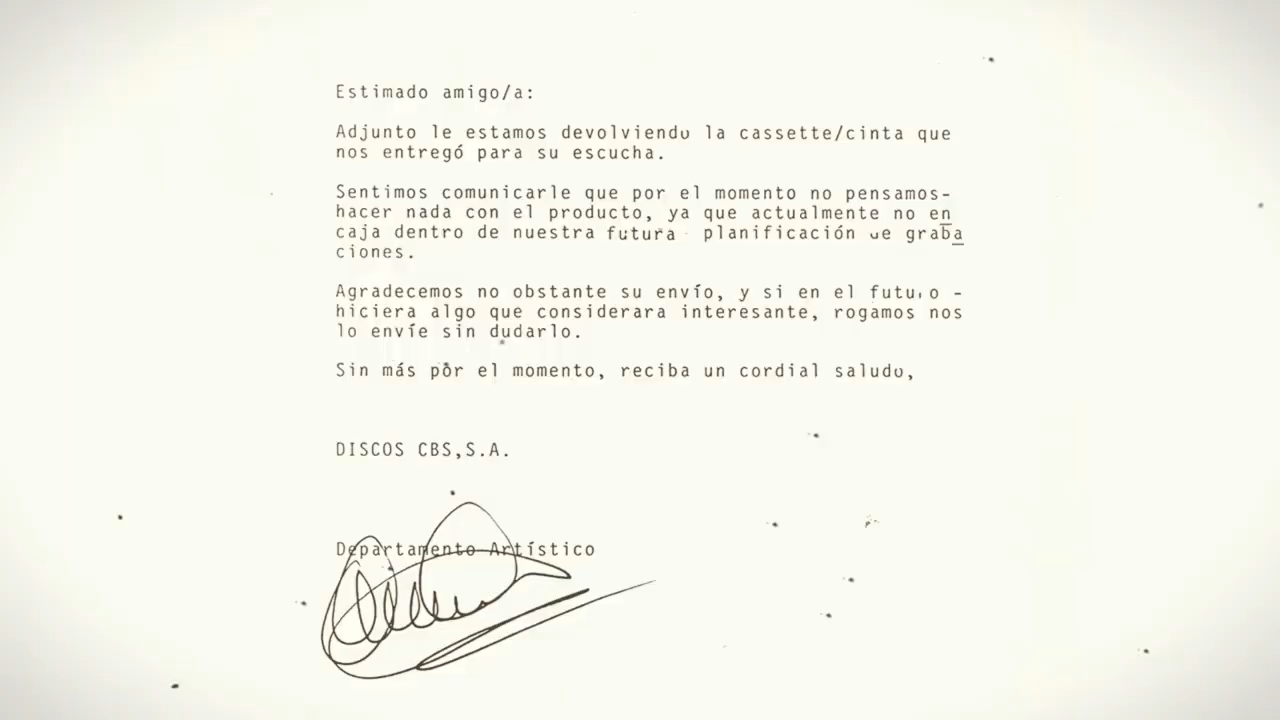 Estimado amigo/a:
Adjunto le estamos devolviendo la cassette/cinta que
nos entregó para su escucha.
Sentimos comunicarle que por el momento no pensamos-
hacer nada con el producto, ya que actualmente no en
caja dentro de nuestra futura planificación de graba
ciones.
Agradecemos no obstante su envío, y si en el futuro -
hiciera algo que considerara interesante, rogamos nos
lo envíe sin dudarlo.
Sin más por el momento, reciba un cordial saludo,
DISCOS CBS,S.A.
Departamento Artístico